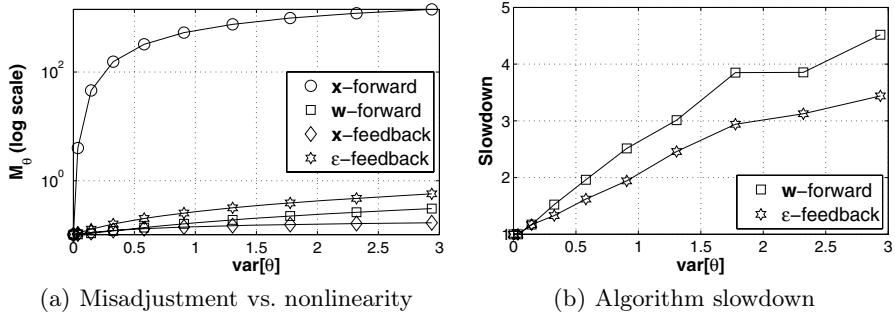 M_θ (log scale)
10^2
10^0
x-forward
w-forward
x-feedback
ε-feedback
0 0.5 1 1.5 2 2.5 3
var[θ]
(a) Misadjustment vs. nonlinearity
Slowdown
5
4
3
2
w-forward
ε-feedback
0 0.5 1 1.5 2 2.5 3
var[θ]
(b) Algorithm slowdown